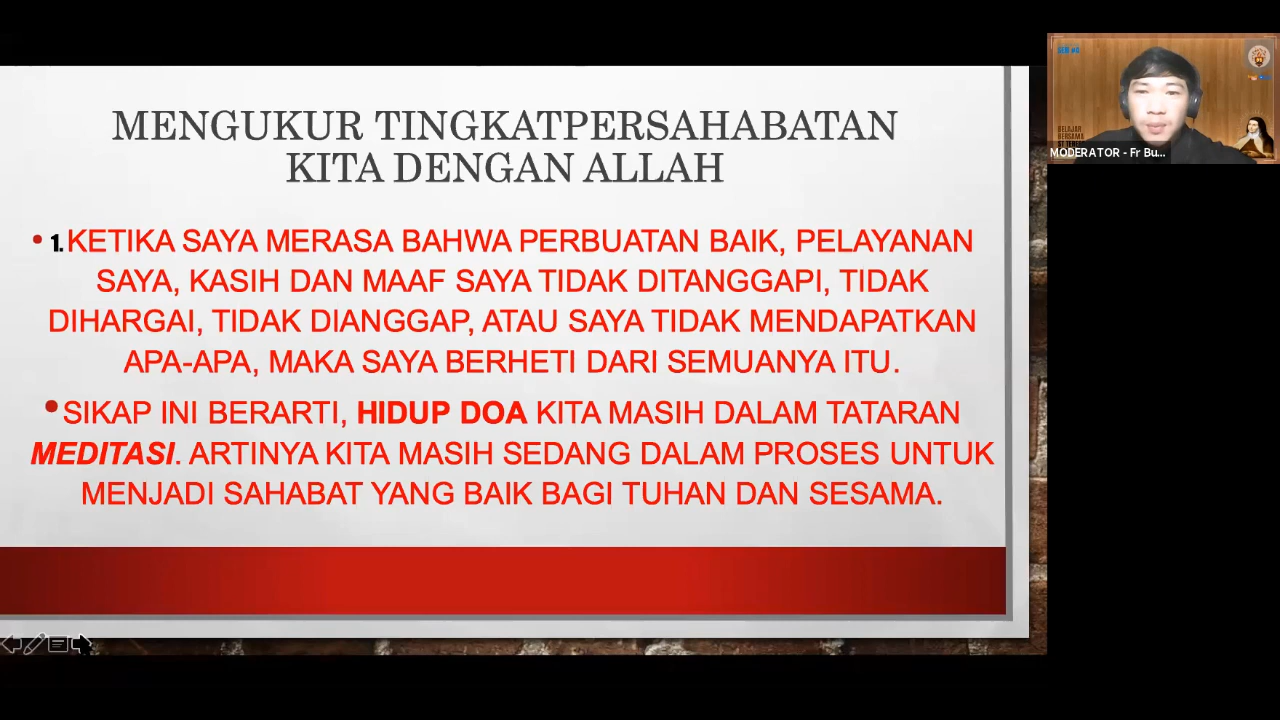 MENGUKUR TINGKATPERSAHABATAN
KITA DENGAN ALLAH
• 1. KETIKA SAYA MERASA BAHWA PERBUATAN BAIK, PELAYANAN
SAYA, KASIH DAN MAAF SAYA TIDAK DITANGGAPI, TIDAK
DIHARGAI, TIDAK DIANGGAP, ATAU SAYA TIDAK MENDAPATKAN
APA-APA, MAKA SAYA BERHETI DARI SEMUANYA ITU.
• SIKAP INI BERARTI, HIDUP DOA KITA MASIH DALAM TATARAN
MEDITASI. ARTINYA KITA MASIH SEDANG DALAM PROSES UNTUK
MENJADI SAHABAT YANG BAIK BAGI TUHAN DAN SESAMA.
BELAJAR
BERSAMA
MODERATOR - Fr Bu...